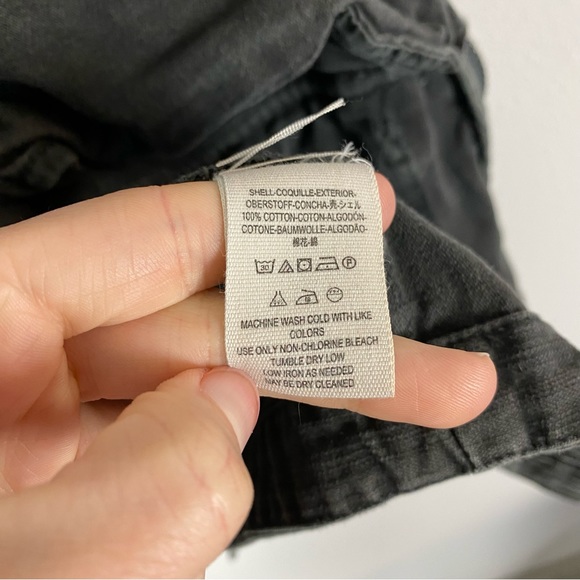 SHELL-COQUILLE-EXTERIOR-
OBERSTOFF-CONCHA-壳-シェル
100% COTTON-COTON-ALGODÓN-
COTONE-BAUMWOLLE-ALGODÃO-
棉花-綿
30 P
MACHINE WASH COLD WITH LIKE
COLORS
USE ONLY NON-CHLORINE BLEACH
TUMBLE DRY LOW
LOW IRON AS NEEDED
MAY BE DRY CLEANED